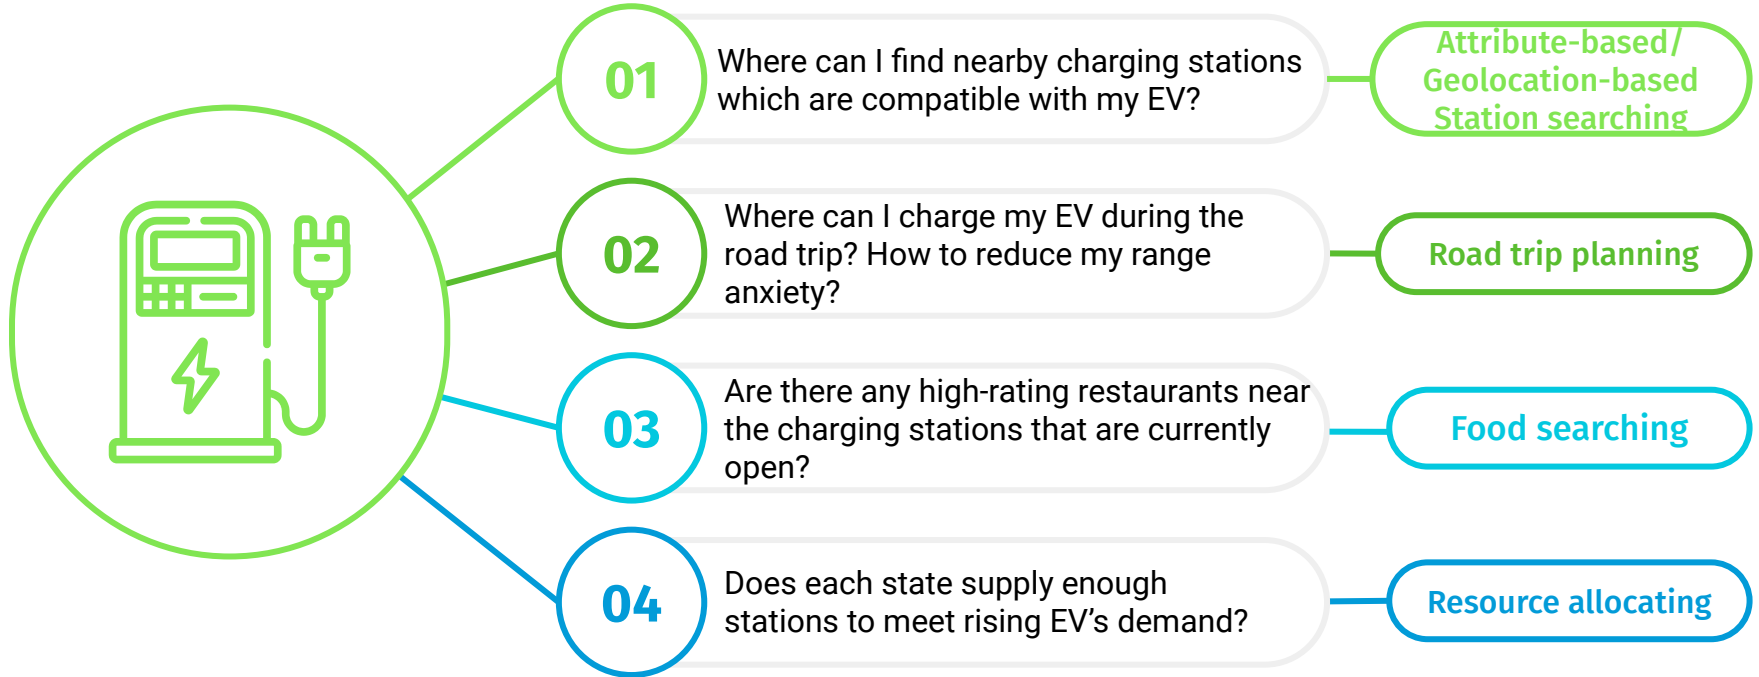 01
Where can I find nearby charging stations
which are compatible with my EV?
Attribute-based/
Geolocation-based
Station searching
02
Where can I charge my EV during the
road trip? How to reduce my range
anxiety?
Road trip planning
03
Are there any high-rating restaurants near
the charging stations that are currently
open?
Food searching
04
Does each state supply enough
stations to meet rising EV’s demand?
Resource allocating